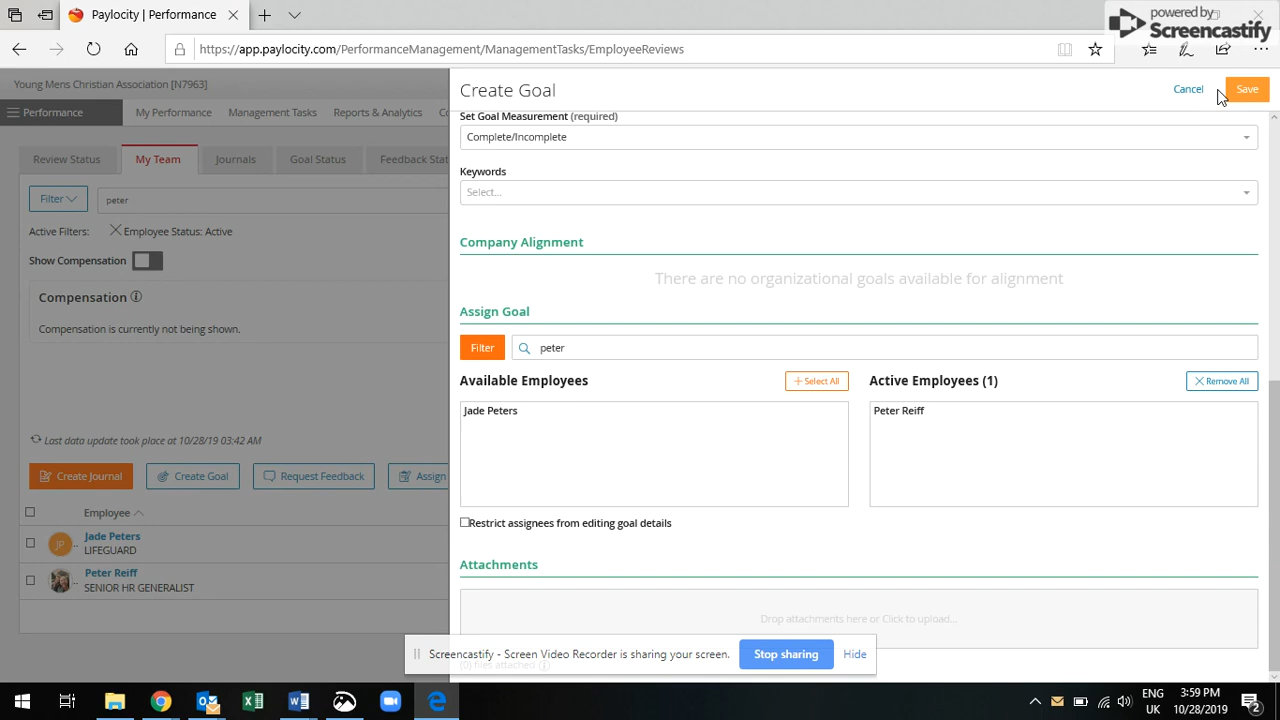 Paylocity | Performance
powered by
Screencastify
https://app.paylocity.com/PerformanceManagement/ManagementTasks/EmployeeReviews
Young Mens Christian Association [N7963]
Performance
My Performance
Management Tasks
Reports & Analytics
Review Status
My Team
Journals
Goal Status
Feedback Stat
Filter
peter
Active Filters:
Employee Status: Active
Show Compensation
Compensation
Compensation is currently not being shown.
Last data update took place at 10/28/19 03:42 AM
Create Journal
Create Goal
Request Feedback
Assign
Employee
JP
Jade Peters
LIFEGUARD
Peter Reiff
SENIOR HR GENERALIST
Create Goal
Cancel
Save
Set Goal Measurement (required)
Complete/Incomplete
Keywords
Select...
Company Alignment
There are no organizational goals available for alignment
Assign Goal
Filter
peter
Available Employees
Select All
Active Employees (1)
Remove All
Jade Peters
Peter Reiff
Restrict assignees from editing goal details
Attachments
Drop attachments here or Click to upload...
(0) files attached
Screencastify - Screen Video Recorder is sharing your screen.
Stop sharing
Hide
ENG
UK
3:59 PM
10/28/2019
2